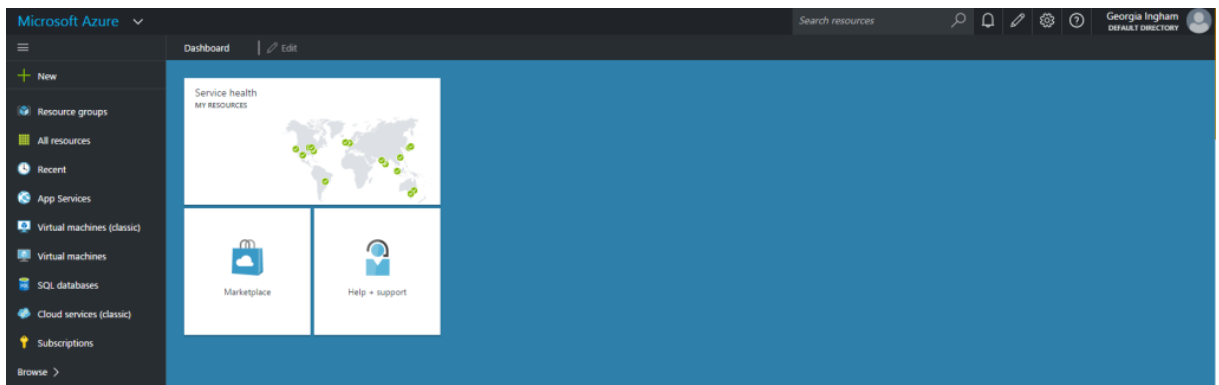 Microsoft Azure
Search resources
Georgia Ingham
DEFAULT DIRECTORY
Dashboard
Edit
New
Resource groups
All resources
Recent
App Services
Virtual machines (classic)
Virtual machines
SQL databases
Cloud services (classic)
Subscriptions
Browse >
Service health
MY RESOURCES
Marketplace
Help + support